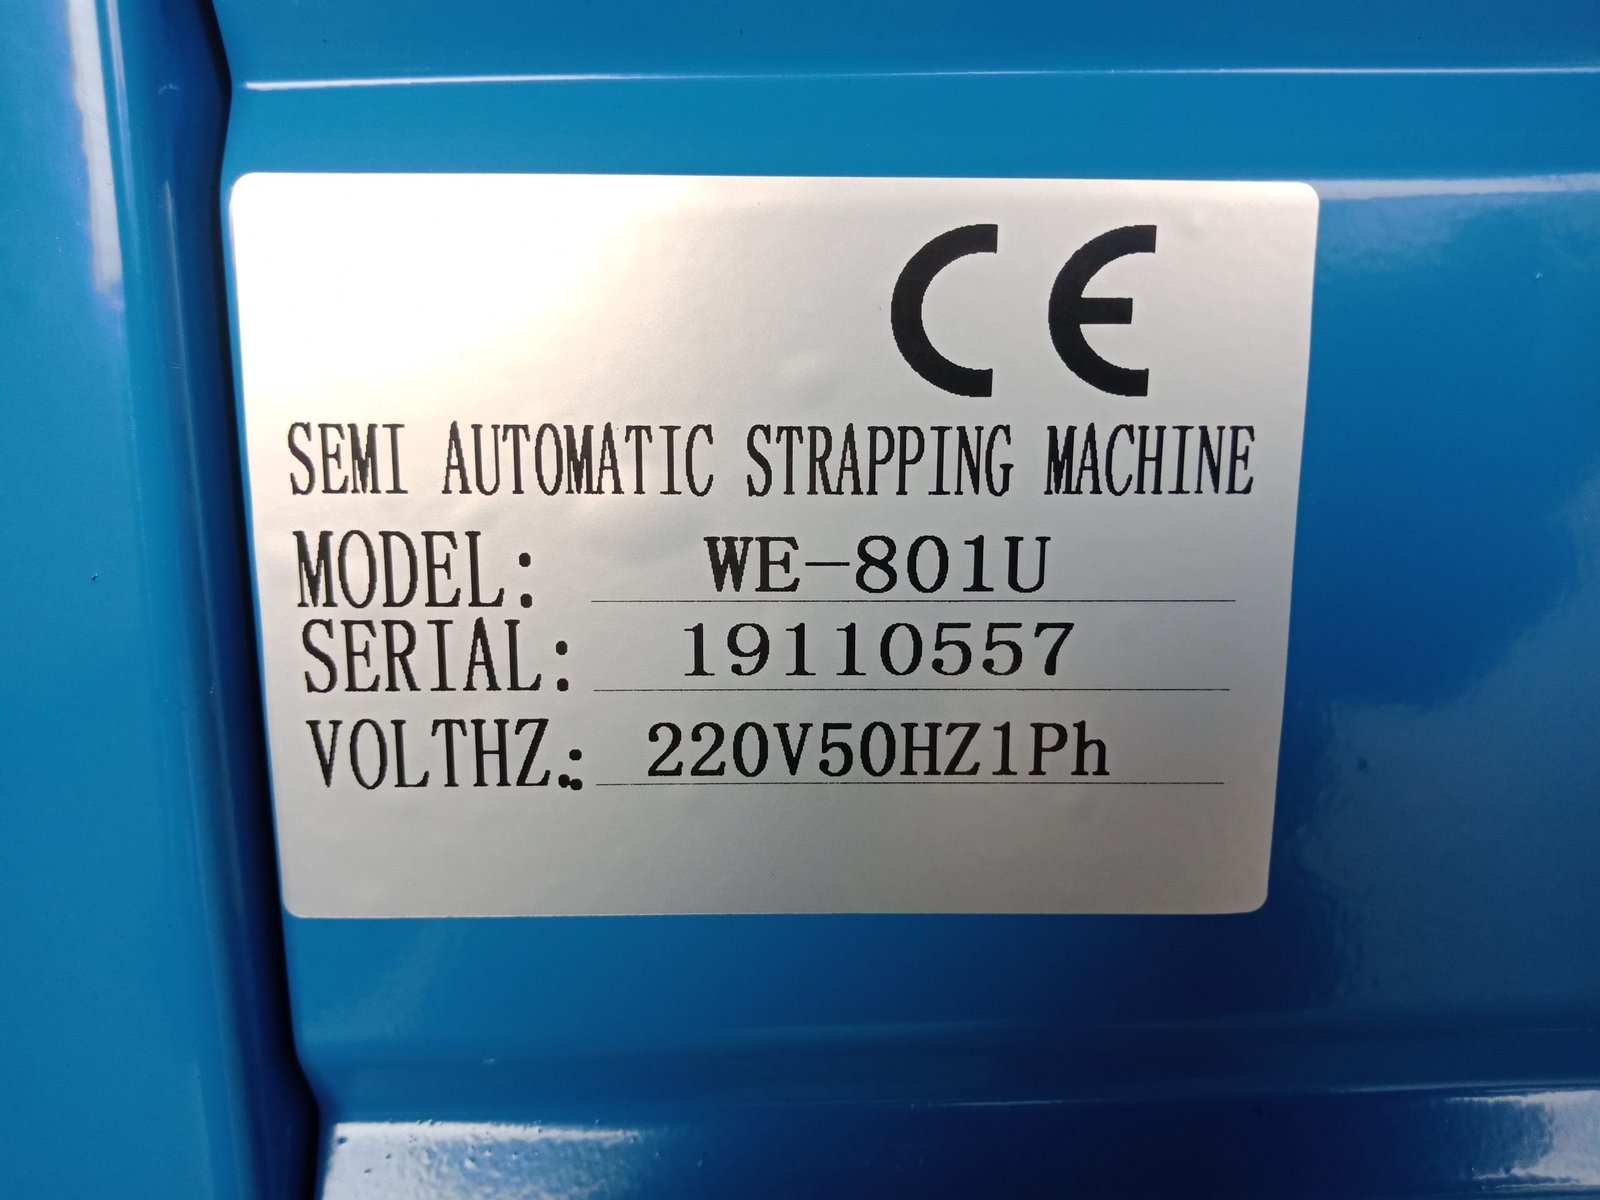 CE
SEMI AUTOMATIC STRAPPING MACHINE
MODEL: WE-801U
SERIAL: 19110557
VOLTHZ.: 220V50HZ1Ph